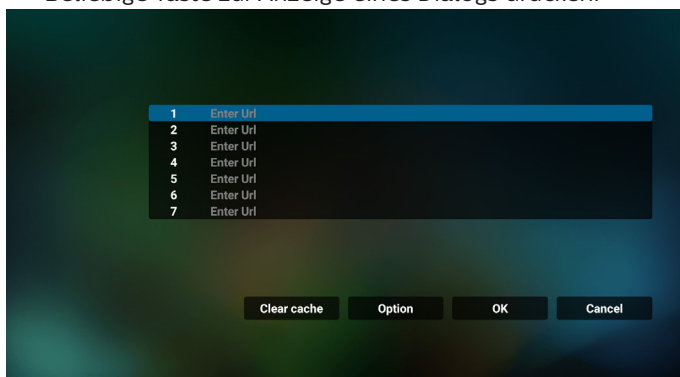 Beliebige Taste zur Anzeige eines Dialogs drücken.
1 Enter Url
2 Enter Url
3 Enter Url
4 Enter Url
5 Enter Url
6 Enter Url
7 Enter Url
Clear cache Option OK Cancel